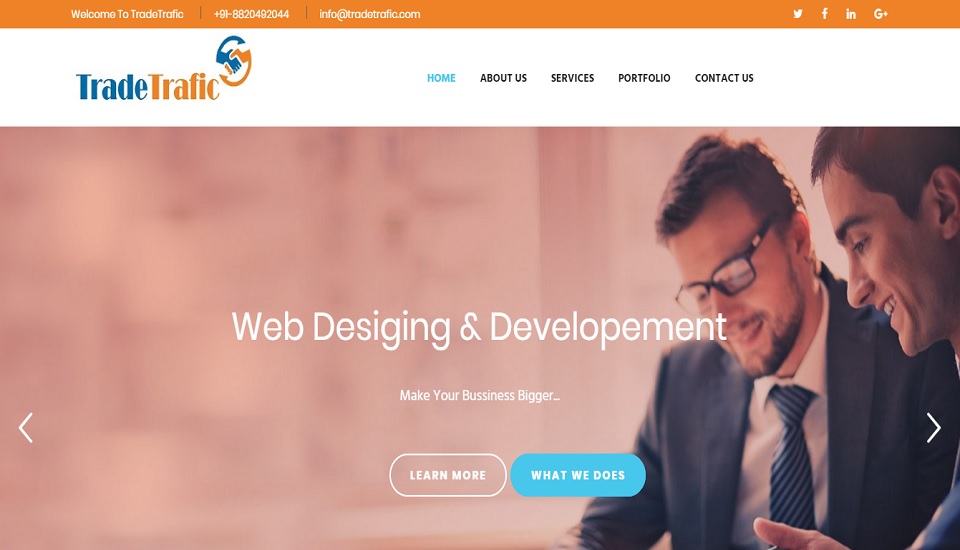 Welcome To TradeTrafic +91-8820492044 info@tradetrafic.com
TradeTrafic
HOME ABOUT US SERVICES PORTFOLIO CONTACT US
Web Desiging & Developement
Make Your Bussiness Bigger...
LEARN MORE WHAT WE DOES